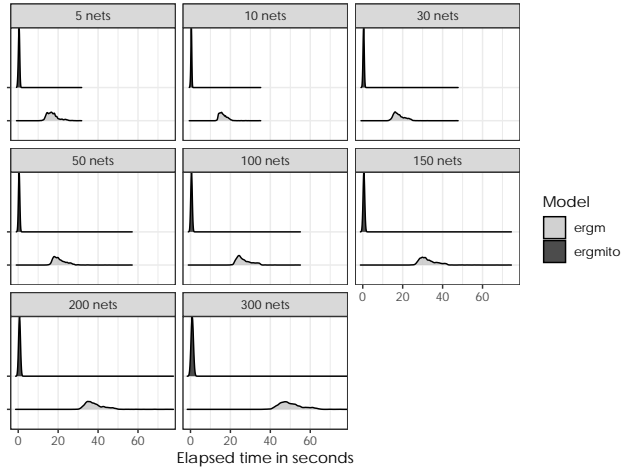 5 nets
10 nets
30 nets
50 nets
100 nets
150 nets
Model
ergm
ergmito
0 20 40 60
200 nets
300 nets
0 20 40 60
0 20 40 60
Elapsed time in seconds